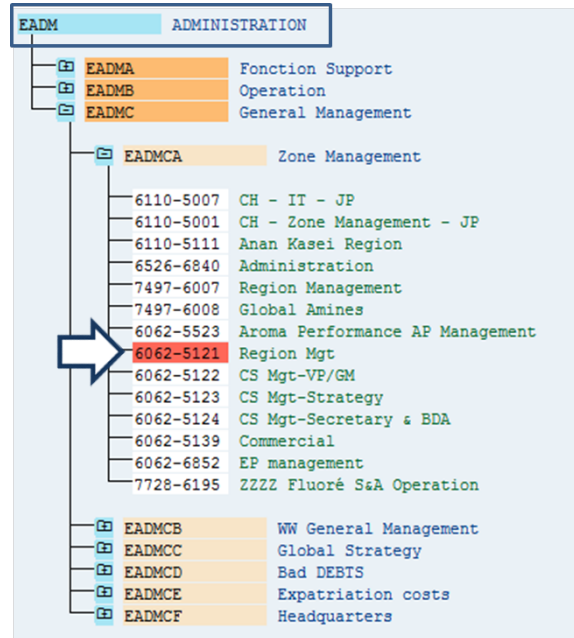 EADM ADMINISTRATION
EADMA Fonction Support
EADMB Operation
EADMC General Management
EADMCA Zone Management
6110-5007 CH - IT - JP
6110-5001 CH - Zone Management - JP
6110-5111 Anan Kasei Region
6526-6840 Administration
7497-6007 Region Management
7497-6008 Global Amines
6062-5523 Aroma Performance AP Management
6062-5121 Region Mgt
6062-5122 CS Mgt-VP/GM
6062-5123 CS Mgt-Strategy
6062-5124 CS Mgt-Secretary & BDA
6062-5139 Commercial
6062-6852 EP management
7728-6195 ZZZZ Fluoré S&A Operation
EADMCB WW General Management
EADMCC Global Strategy
EADMCD Bad DEBTS
EADMCE Expatriation costs
EADMCF Headquarters